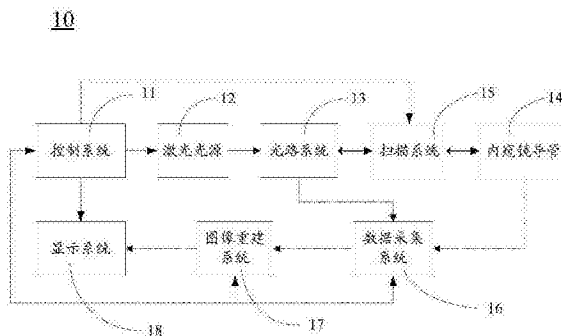 10
11
12
13
15
14
控制系统
激光光源
光路系统
扫描系统
内窥镜导管
显示系统
图像重建
系统
数据采集
系统
18
17
16